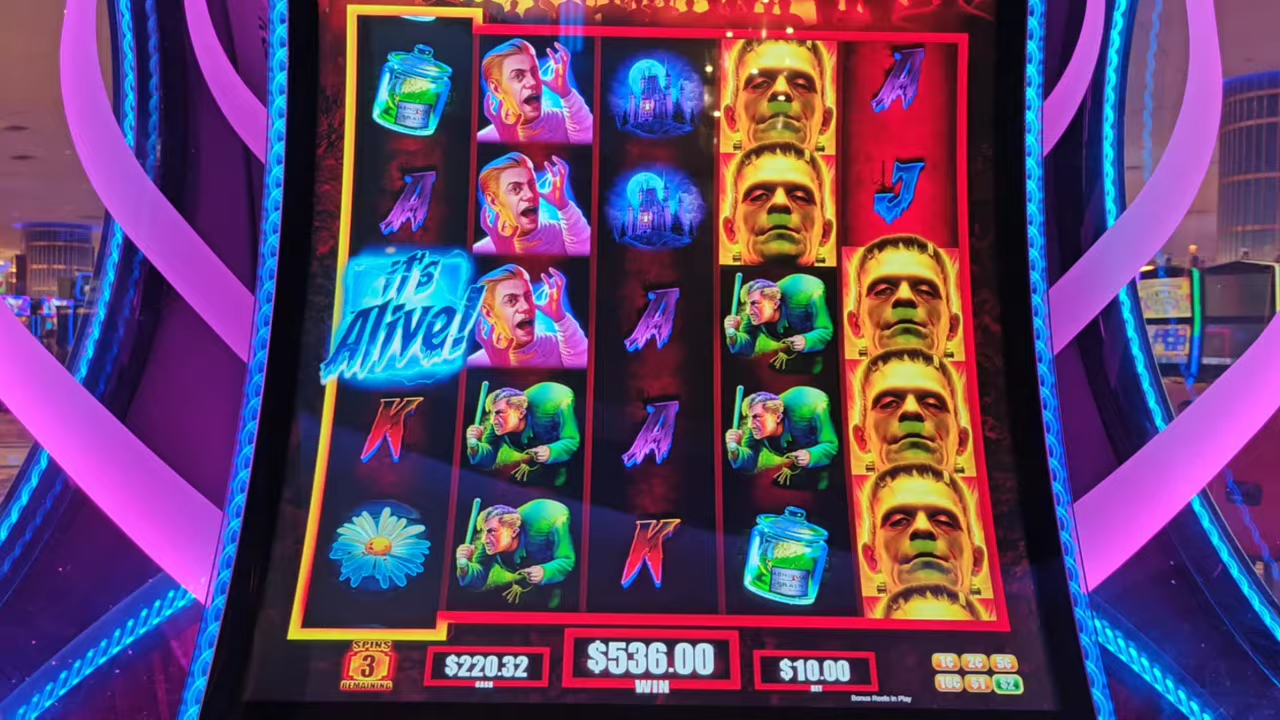 A
J
A
it's
Alive!
A
K
A
K
SPINS
3
REMAINING
$220.32
CASH
$536.00
WIN
$10.00
BET
Bonus Reels in Play
1¢ 2¢ 5¢
10¢ $1 $2